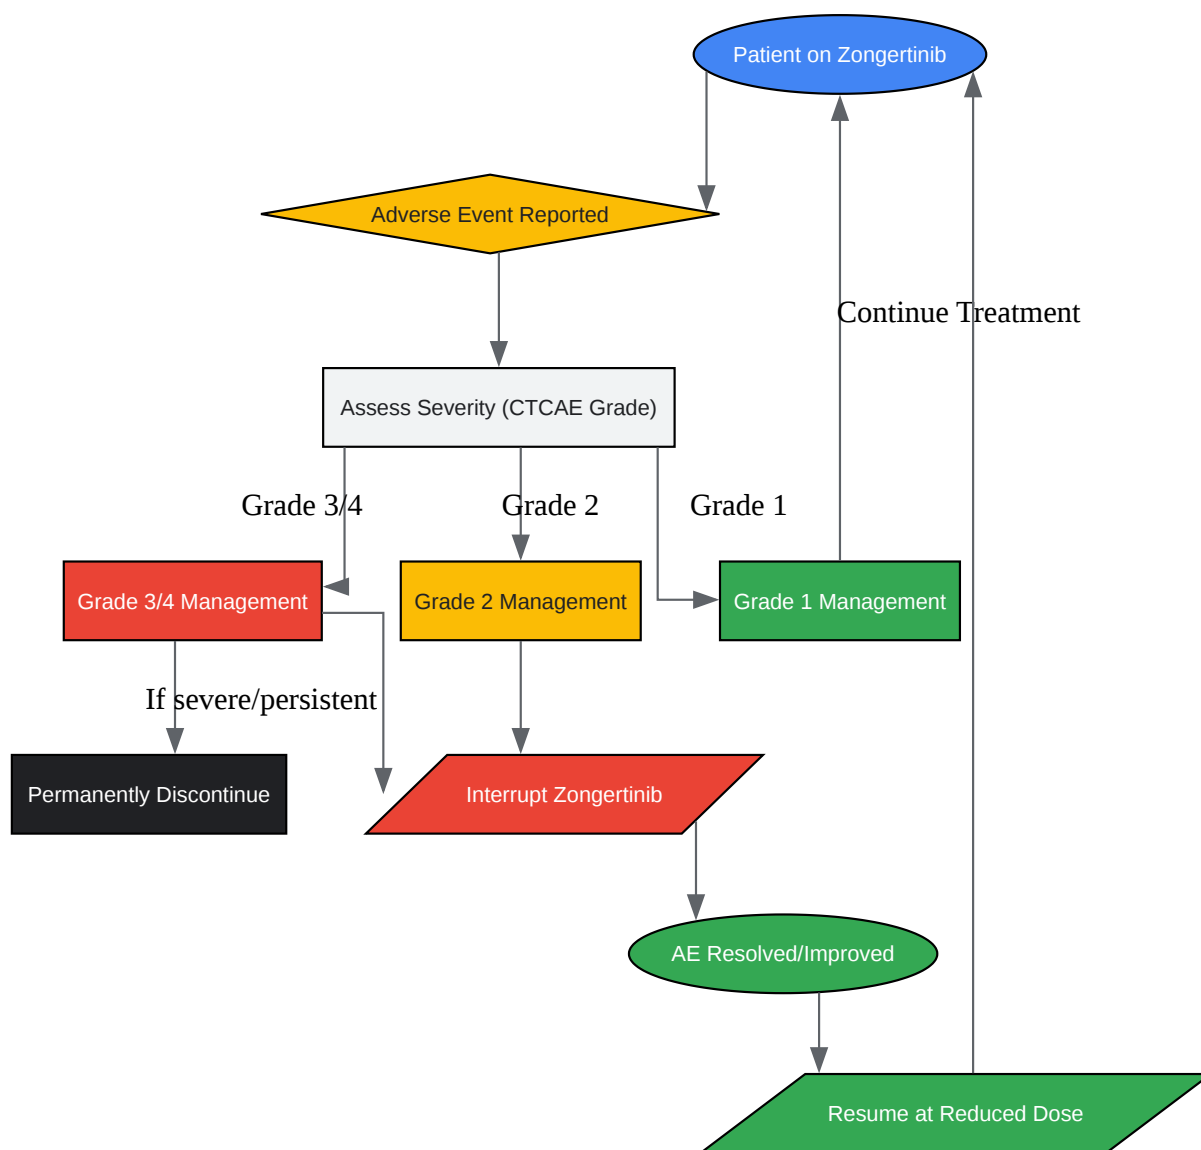 Patient on Zongertinib
Adverse Event Reported
Continue Treatment
Assess Severity (CTCAE Grade)
Grade 3/4
Grade 2
Grade 1
Grade 3/4 Management
Grade 2 Management
Grade 1 Management
If severe/persistent
Permanently Discontinue
Interrupt Zongertinib
AE Resolved/Improved
Resume at Reduced Dose